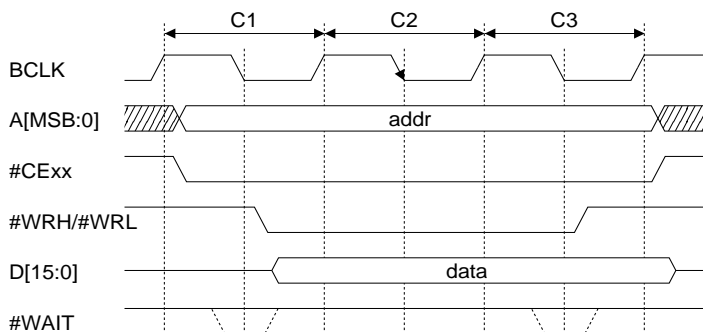 C1 C2 C3
BCLK
A[MSB:0] addr
#CExx
#WRH/#WRL
D[15:0] data
#WAIT